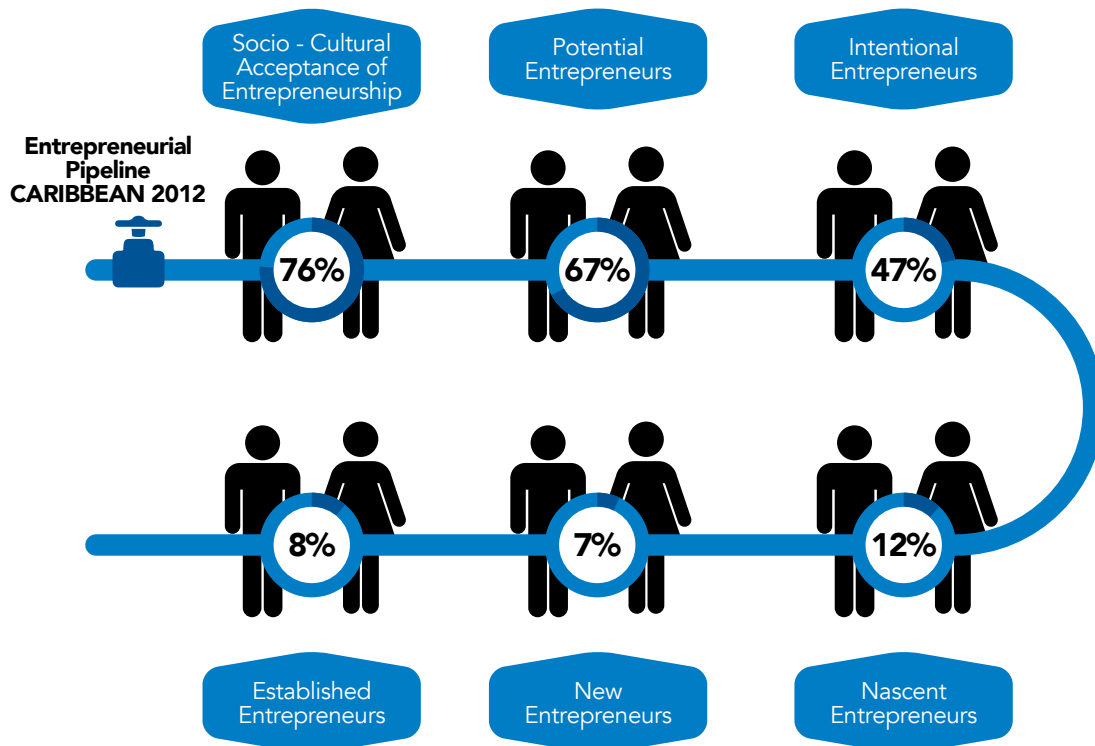 Socio - Cultural
Acceptance of
Entrepreneurship
Potential
Entrepreneurs
Intentional
Entrepreneurs
Entrepreneurial
Pipeline
CARIBBEAN 2012
76%
67%
47%
8%
7%
12%
Established
Entrepreneurs
New
Entrepreneurs
Nascent
Entrepreneurs